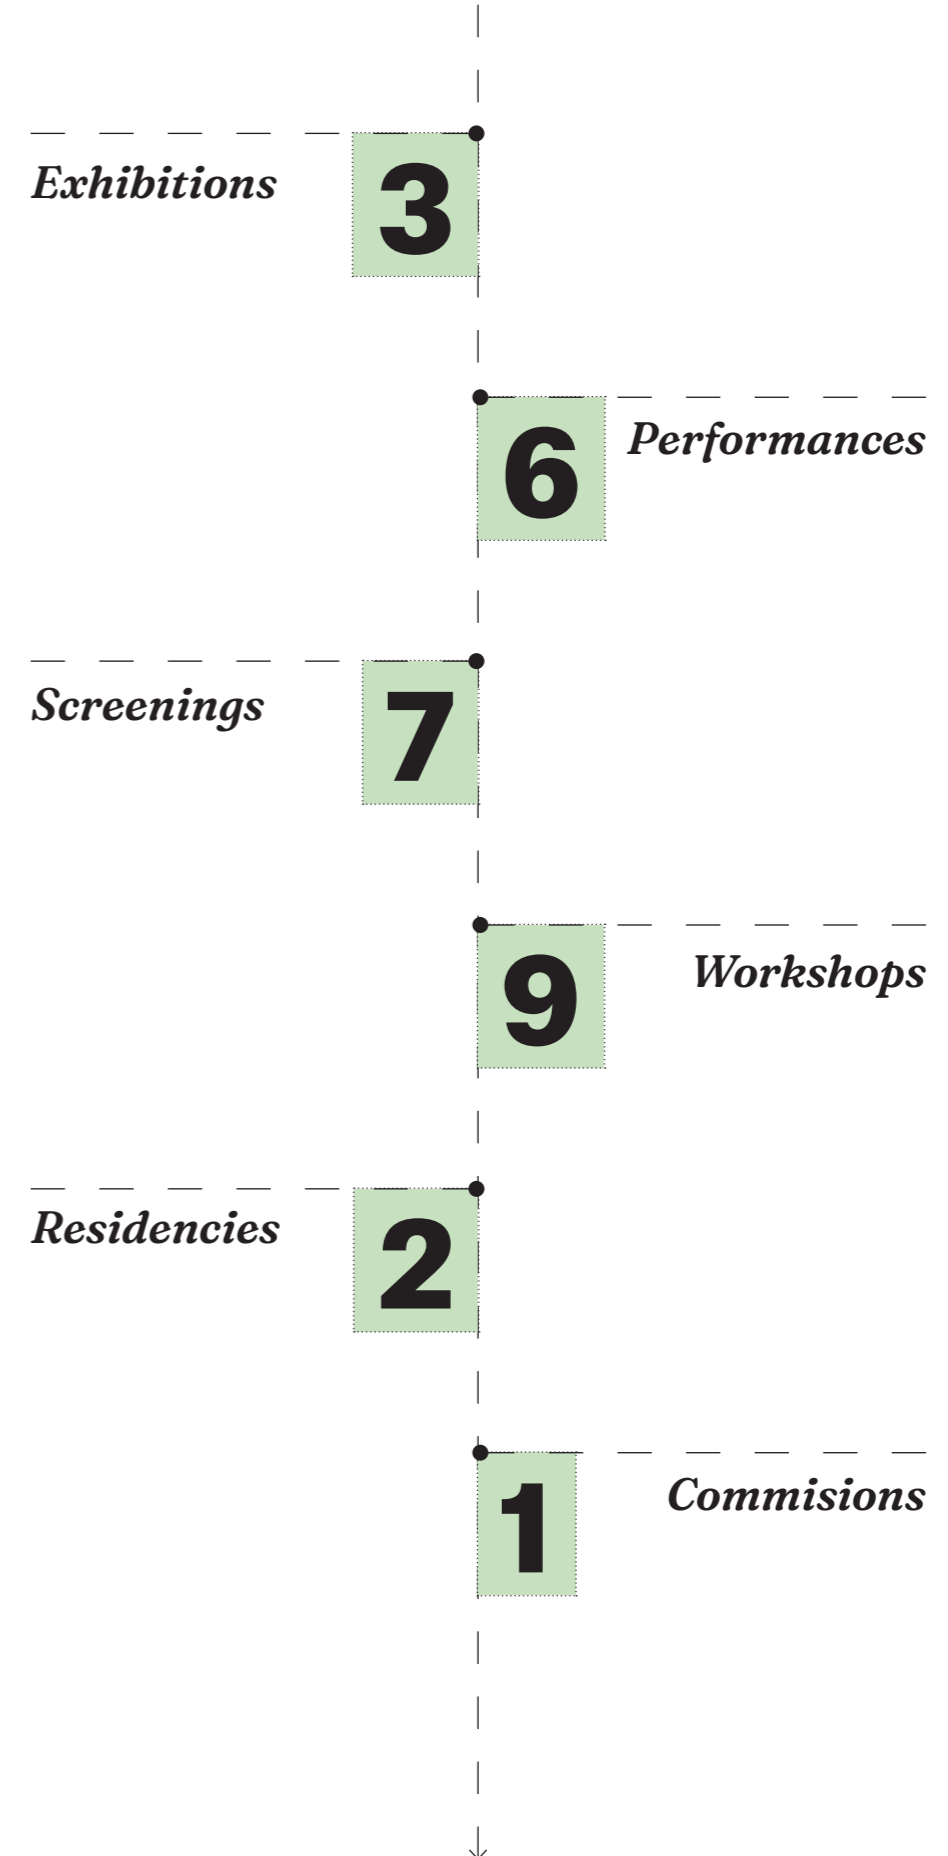 Exhibitions
3
6
Performances
Screenings
7
9
Workshops
Residencies
2
1
Commisions